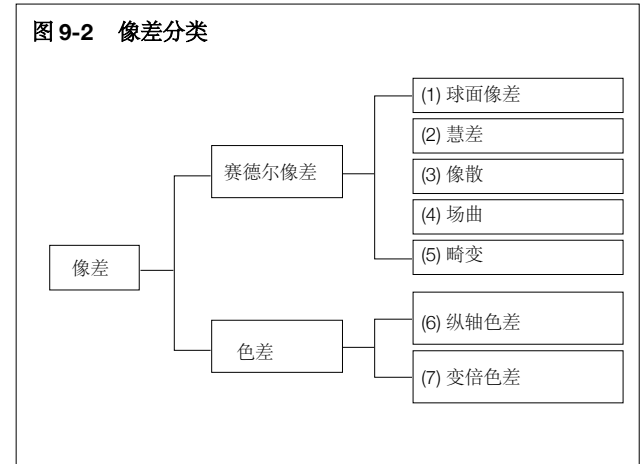 图 9-2 像差分类
像差
赛德尔像差
(1) 球面像差
(2) 慧差
(3) 像散
(4) 场曲
(5) 畸变
色差
(6) 纵轴色差
(7) 变倍色差